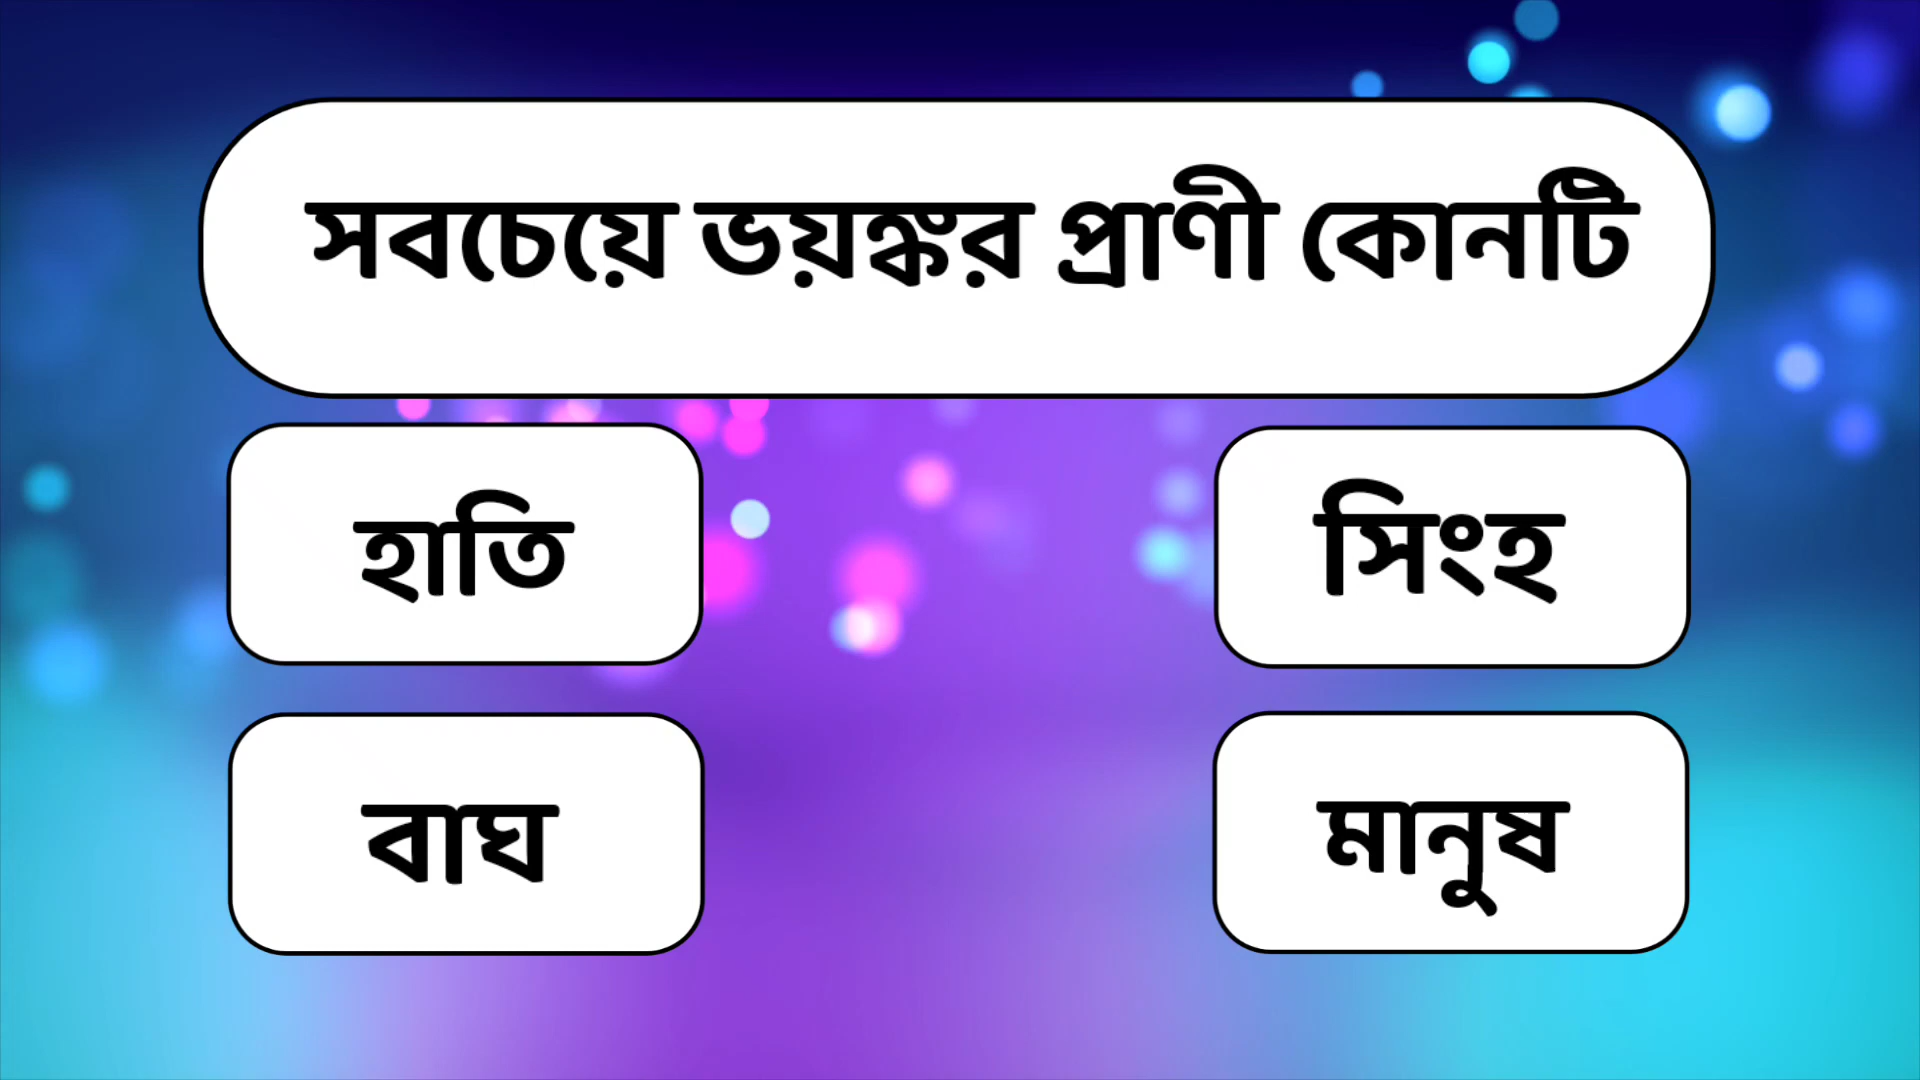 সবচেয়ে ভয়ঙ্কর প্রাণী কোনটি
হাতি
সিংহ
বাঘ
মানুষ